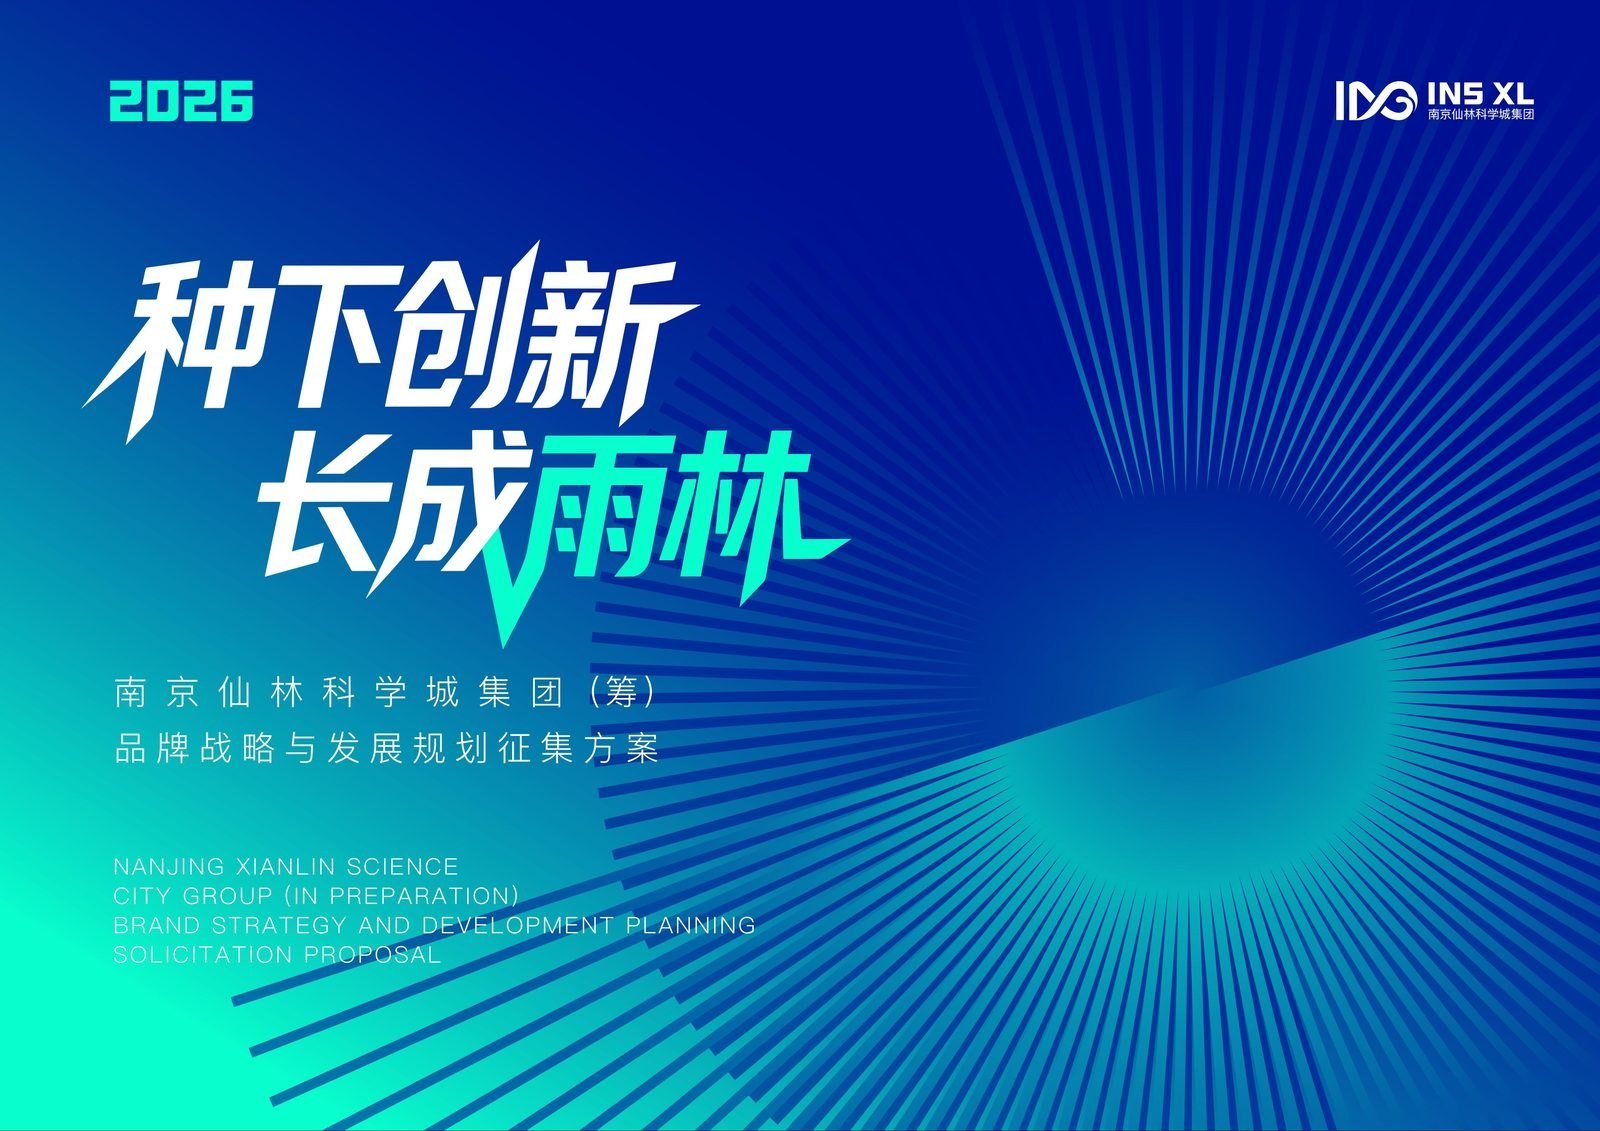 2026
INS XL
南京仙林科学城集团
种下创新
长成雨林
南京仙林科学城集团(筹)
品牌战略与发展规划征集方案
NANJING XIANLIN SCIENCE
CITY GROUP (IN PREPARATION)
BRAND STRATEGY AND DEVELOPMENT PLANNING
SOLICITATION PROPOSAL